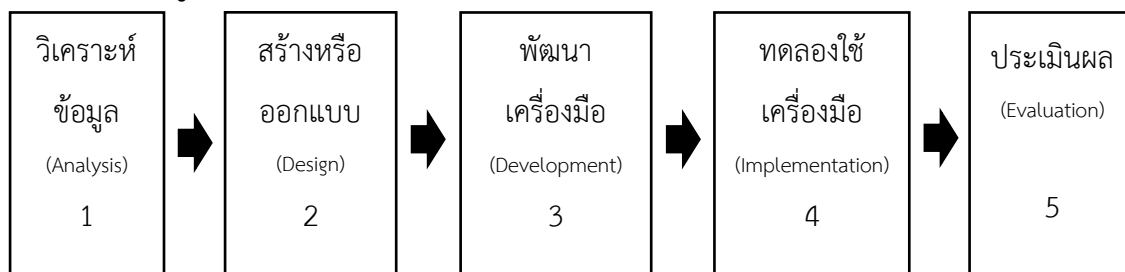 วิเคราะห์
ข้อมูล
(Analysis)
1
สร้างหรือ
ออกแบบ
(Design)
2
พัฒนา
เครื่องมือ
(Development)
3
ทดลองใช้
เครื่องมือ
(Implementation)
4
ประเมินผล
(Evaluation)
5